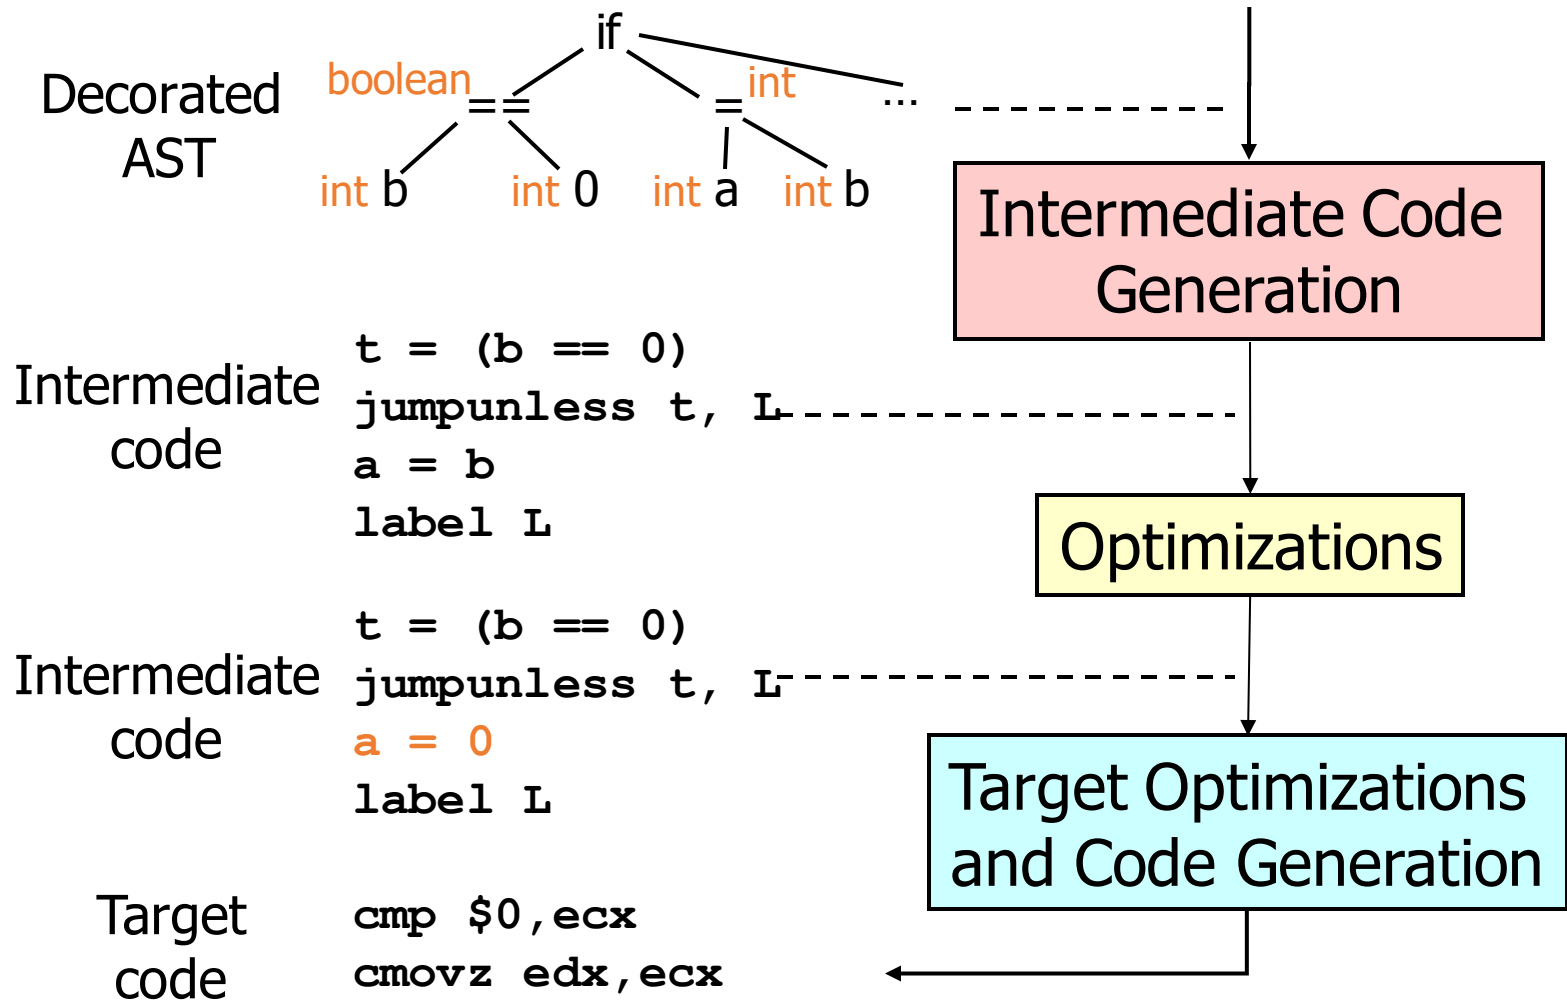 if
Decorated
AST
boolean
==
=
int
...
int b
int 0
int a
int b
Intermediate Code
Generation
Intermediate
code
t = (b == 0)
jumpunless t, L
a = b
label L
Optimizations
Intermediate
code
t = (b == 0)
jumpunless t, L
a = 0
label L
Target Optimizations
and Code Generation
Target
code
cmp $0,ecx
cmovz edx,ecx